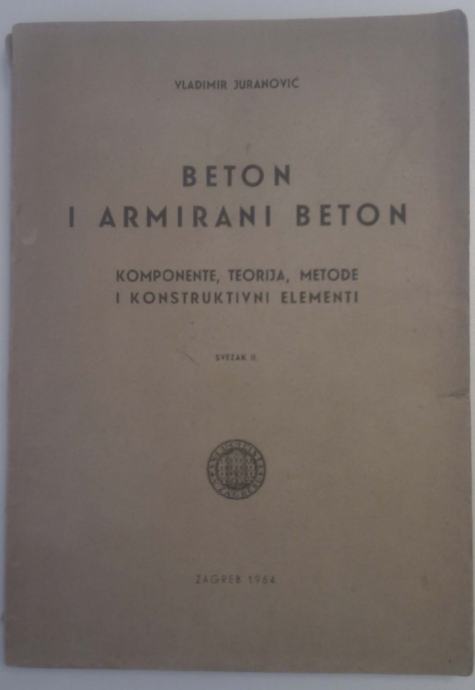 VLADIMIR JURANOVIĆ
BETON
I ARMIRANI BETON
KOMPONENTE, TEORIJA, METODE
I KONSTRUKTIVNI ELEMENTI
SVEZAK II.
ZAGREB 1964